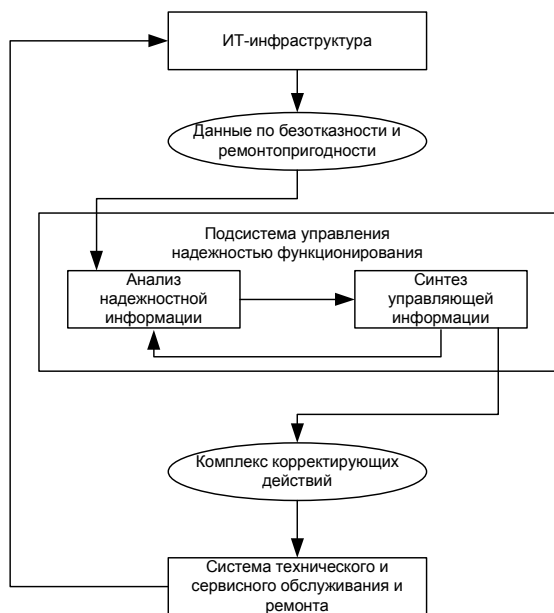 ИТ-инфраструктура
Данные по безотказности и
ремонтопригодности
Подсистема управления
надежностью функционирования
Анализ
надежностной
информации
Синтез
управляющей
информации
Комплекс корректирующих
действий
Система технического и
сервисного обслуживания и
ремонта